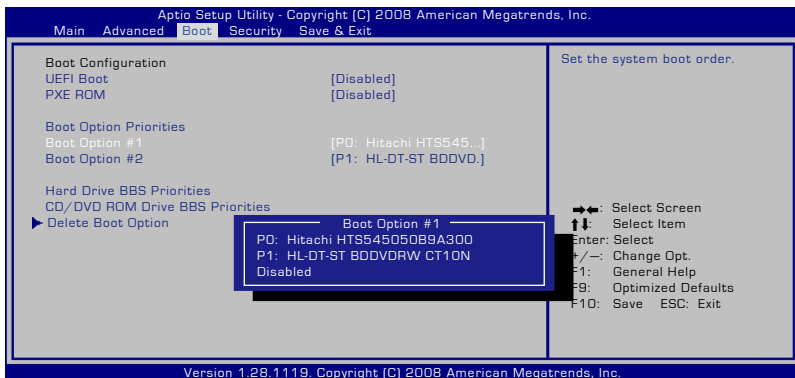 Aptio Setup Utility - Copyright (C) 2008 American Megatrends, Inc.
Main Advanced Boot Security Save & Exit
Boot Configuration
UEFI Boot [Disabled]
PXE ROM [Disabled]
Boot Option Priorities
Boot Option #1 [P0: Hitachi HTS545...]
Boot Option #2 [P1: HL-DT-ST BDDVD.]
Hard Drive BBS Priorities
CD/DVD ROM Drive BBS Priorities
Delete Boot Option
Boot Option #1
P0: Hitachi HTS545050B9A300
P1: HL-DT-ST BDDVDRW CT10N
Disabled
Set the system boot order.
→←: Select Screen
↑↓: Select Item
Enter: Select
+/—: Change Opt.
F1: General Help
F9: Optimized Defaults
F10: Save ESC: Exit
Version 1.28.1119. Copyright (C) 2008 American Megatrends, Inc.